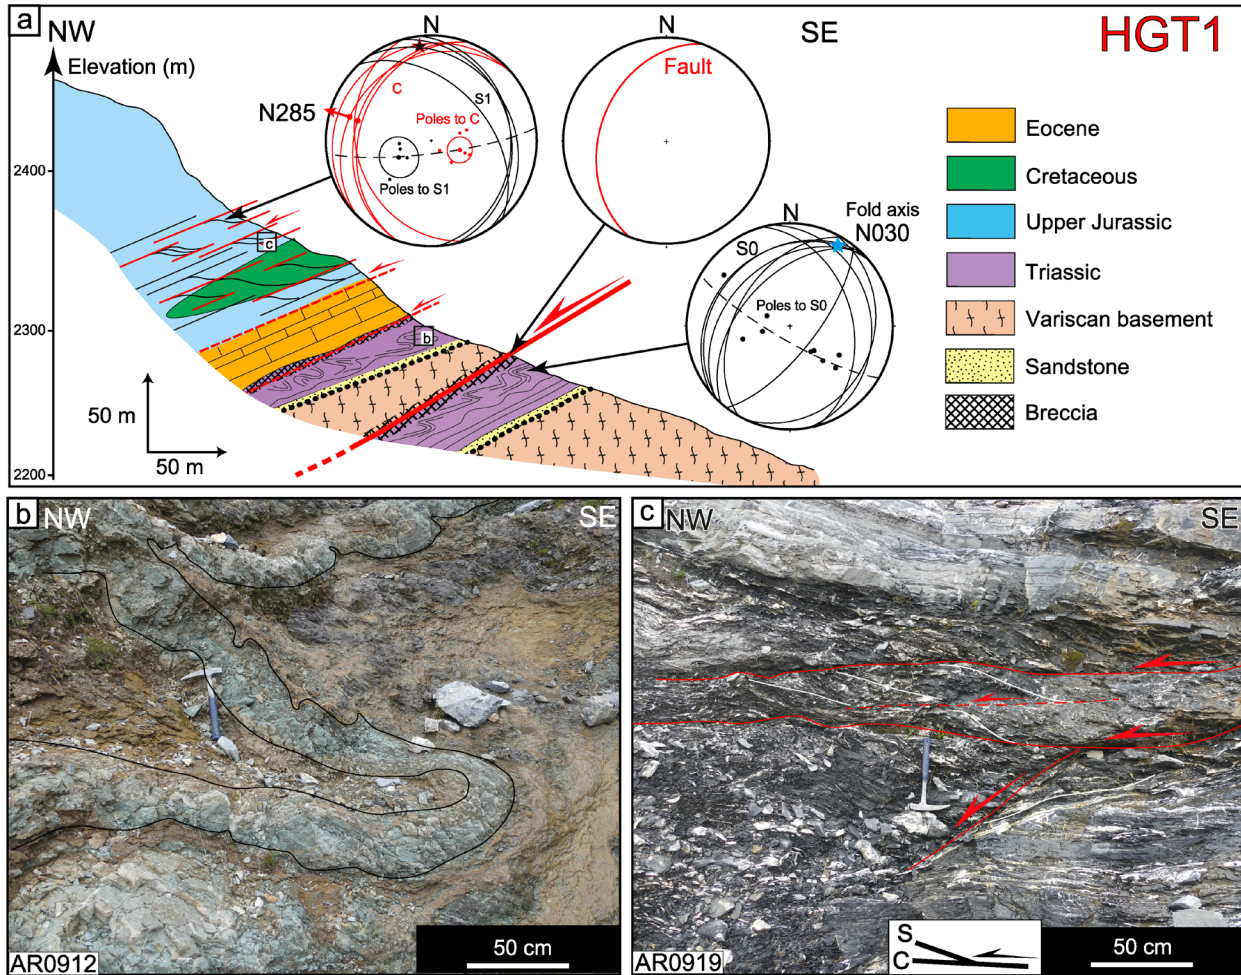 a
NW
SE
HGT1
Elevation (m)
2400
2300
2200
50 m
50 m
N
C
S1
N285
Poles to C
Poles to S1
N
Fault
N
Fold axis
N030
S0
Poles to S0
c
b
Eocene
Cretaceous
Upper Jurassic
Triassic
Variscan basement
Sandstone
Breccia
b
NW
SE
AR0912
50 cm
c
NW
SE
S
C
AR0919
50 cm